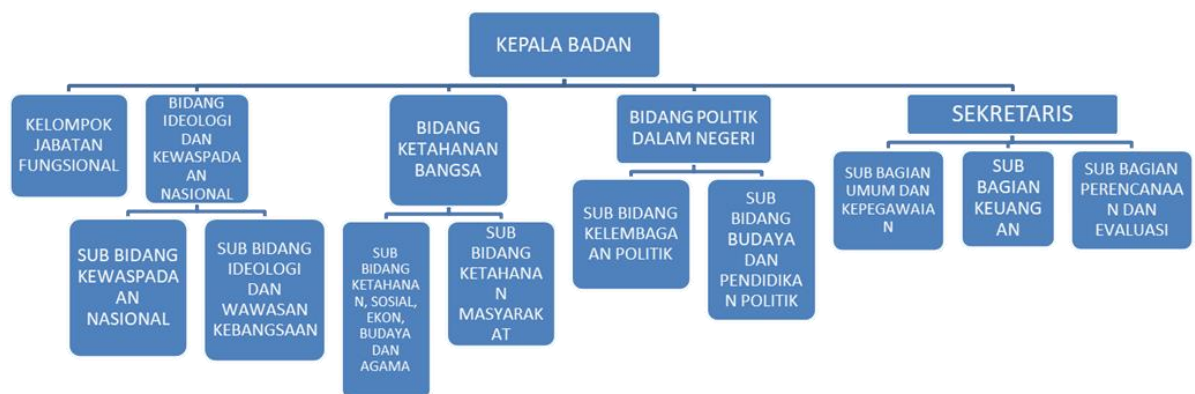 KEPALA BADAN
KELOMPOK
JABATAN
FUNGSIONAL
BIDANG
IDEOLOGI
DAN
KEWASPADA
AN
NASIONAL
BIDANG
KETAHANAN
BANGSA
BIDANG POLITIK
DALAM NEGERI
SEKRETARIS
SUB BIDANG
KEWASPADA
AN
NASIONAL
SUB BIDANG
IDEOLOGI
DAN
WAWASAN
KEBANGSAAN
SUB
BIDANG
KETAHANA
N, SOSIAL,
EKON,
BUDAYA
DAN
AGAMA
SUB
BIDANG
KETAHANA
N
MASYARAK
AT
SUB BIDANG
KELEMBAGA
AN POLITIK
SUB
BIDANG
BUDAYA
DAN
PENDIDIKA
N POLITIK
SUB BAGIAN
UMUM DAN
KEPEGAWAIA
N
SUB
BAGIAN
KEUANG
AN
SUB BAGIAN
PERENCANAA
N DAN
EVALUASI